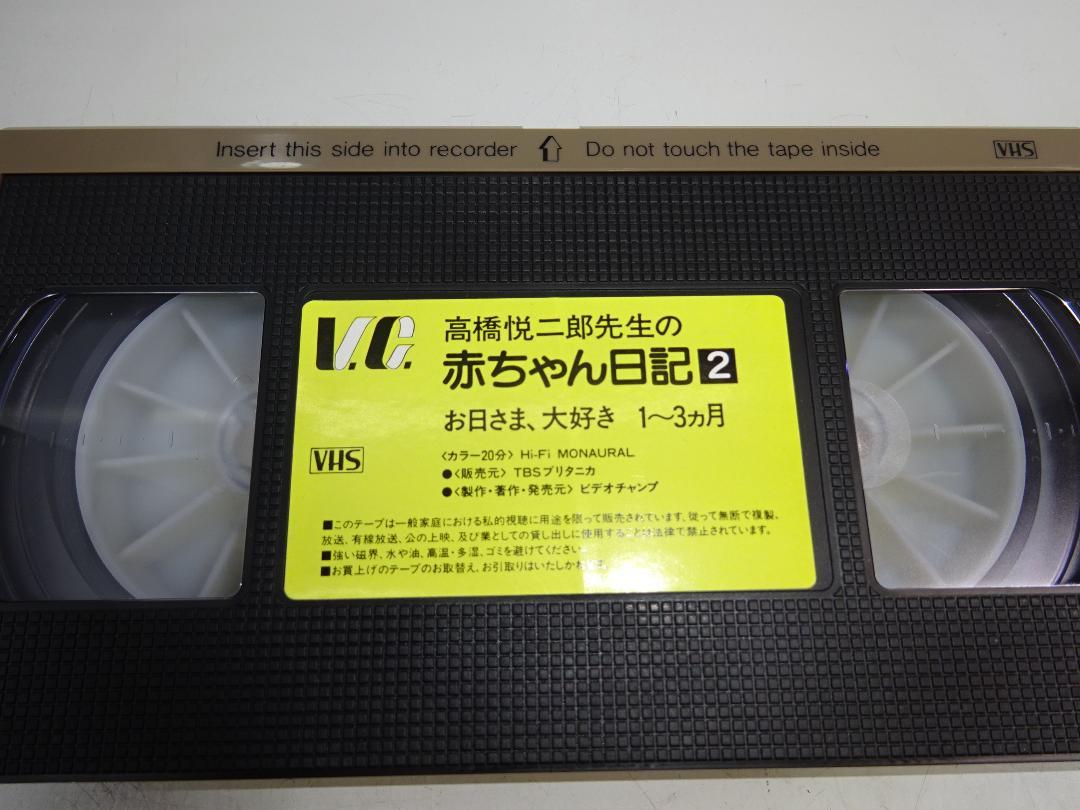 Insert this side into recorder ⇧ Do not touch the tape inside VHS
V.C. 高橋悦二郎先生の
赤ちゃん日記 2
お日さま、大好き 1〜3ヵ月
VHS
〈カラー20分〉 Hi-Fi MONAURAL
●〈販売元〉 TBSブリタニカ
●〈製作・著作・発売元〉 ビデオチャンプ
■このテープは一般家庭における私的視聴に用途を限って販売されています。従って無断で複製、
放送、有線放送、公の上映、及び業としての貸し出しに使用することは法律で禁止されています。
■強い磁界、水や油、高温・多湿、ゴミを避けてください
■お買上げのテープのお取替え、お引取りはいたしかね